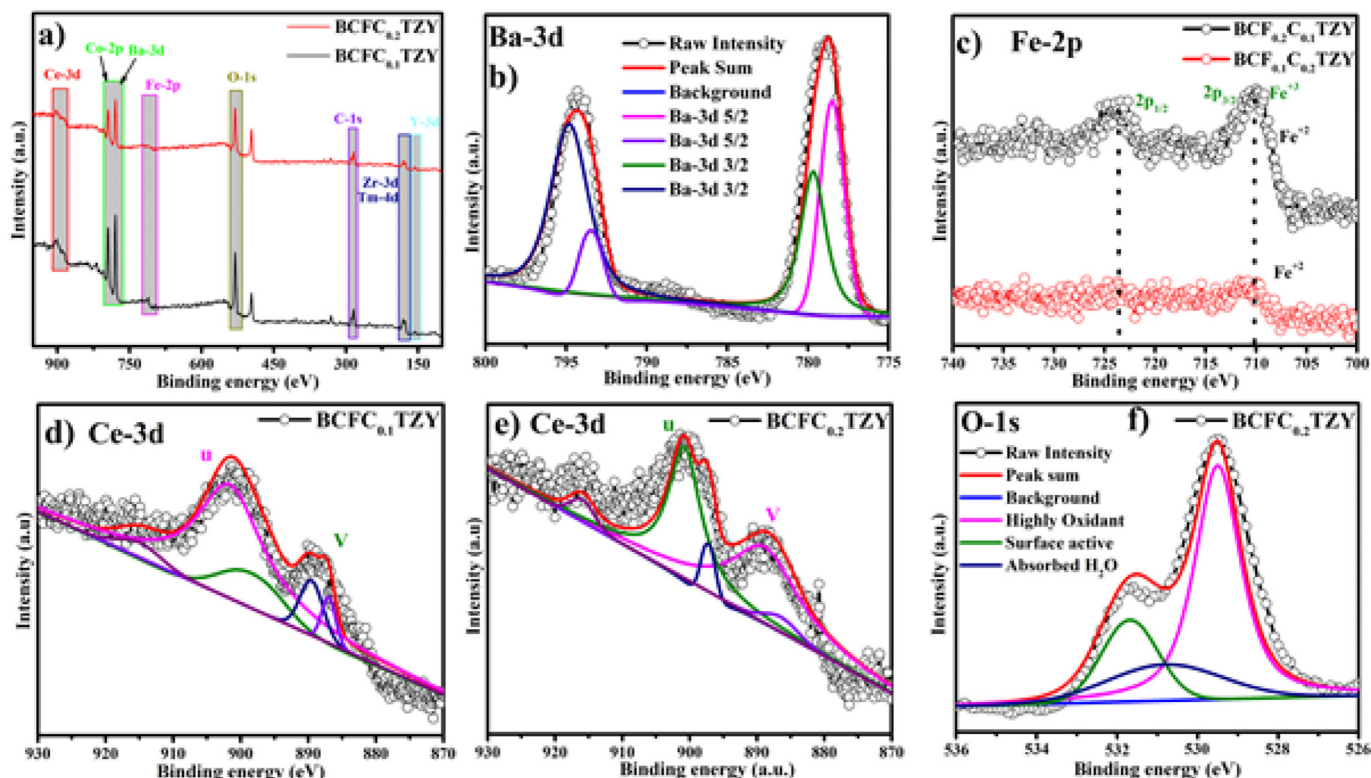 a)
BCFC0.2TZY
BCFC0.1TZY
Co-2p Ba-3d
Ce-3d
Fe-2p
O-1s
C-1s
Y-3d
Zr-3d
Tm-4d
Intensity (a.u.)
900 750 600 450 300 150
Binding energy (eV)
Ba-3d
b)
Raw Intensity
Peak Sum
Background
Ba-3d 5/2
Ba-3d 5/2
Ba-3d 3/2
Ba-3d 3/2
Intensity (a.u.)
800 795 790 785 780 775
Binding energy (eV)
c) Fe-2p
BCF0.2C0.1TZY
BCF0.1C0.2TZY
2p1/2
2p3/2
Fe+3
Fe+2
Fe+2
Intensity (a.u.)
740 735 730 725 720 715 710 705 700
Binding energy (eV)
d) Ce-3d
BCFC0.1TZY
u
V
Intensity (a.u)
930 920 910 900 890 880 870
Binding energy (eV)
e) Ce-3d
BCFC0.2TZY
u
V
Intensity (a.u)
930 920 910 900 890 880 870
Binding energy (a.u.)
O-1s f)
BCFC0.2TZY
Raw Intensity
Peak sum
Background
Highly Oxidant
Surface active
Absorbed H2O
Intensity (a.u.)
536 534 532 530 528 526
Binding energy (eV)